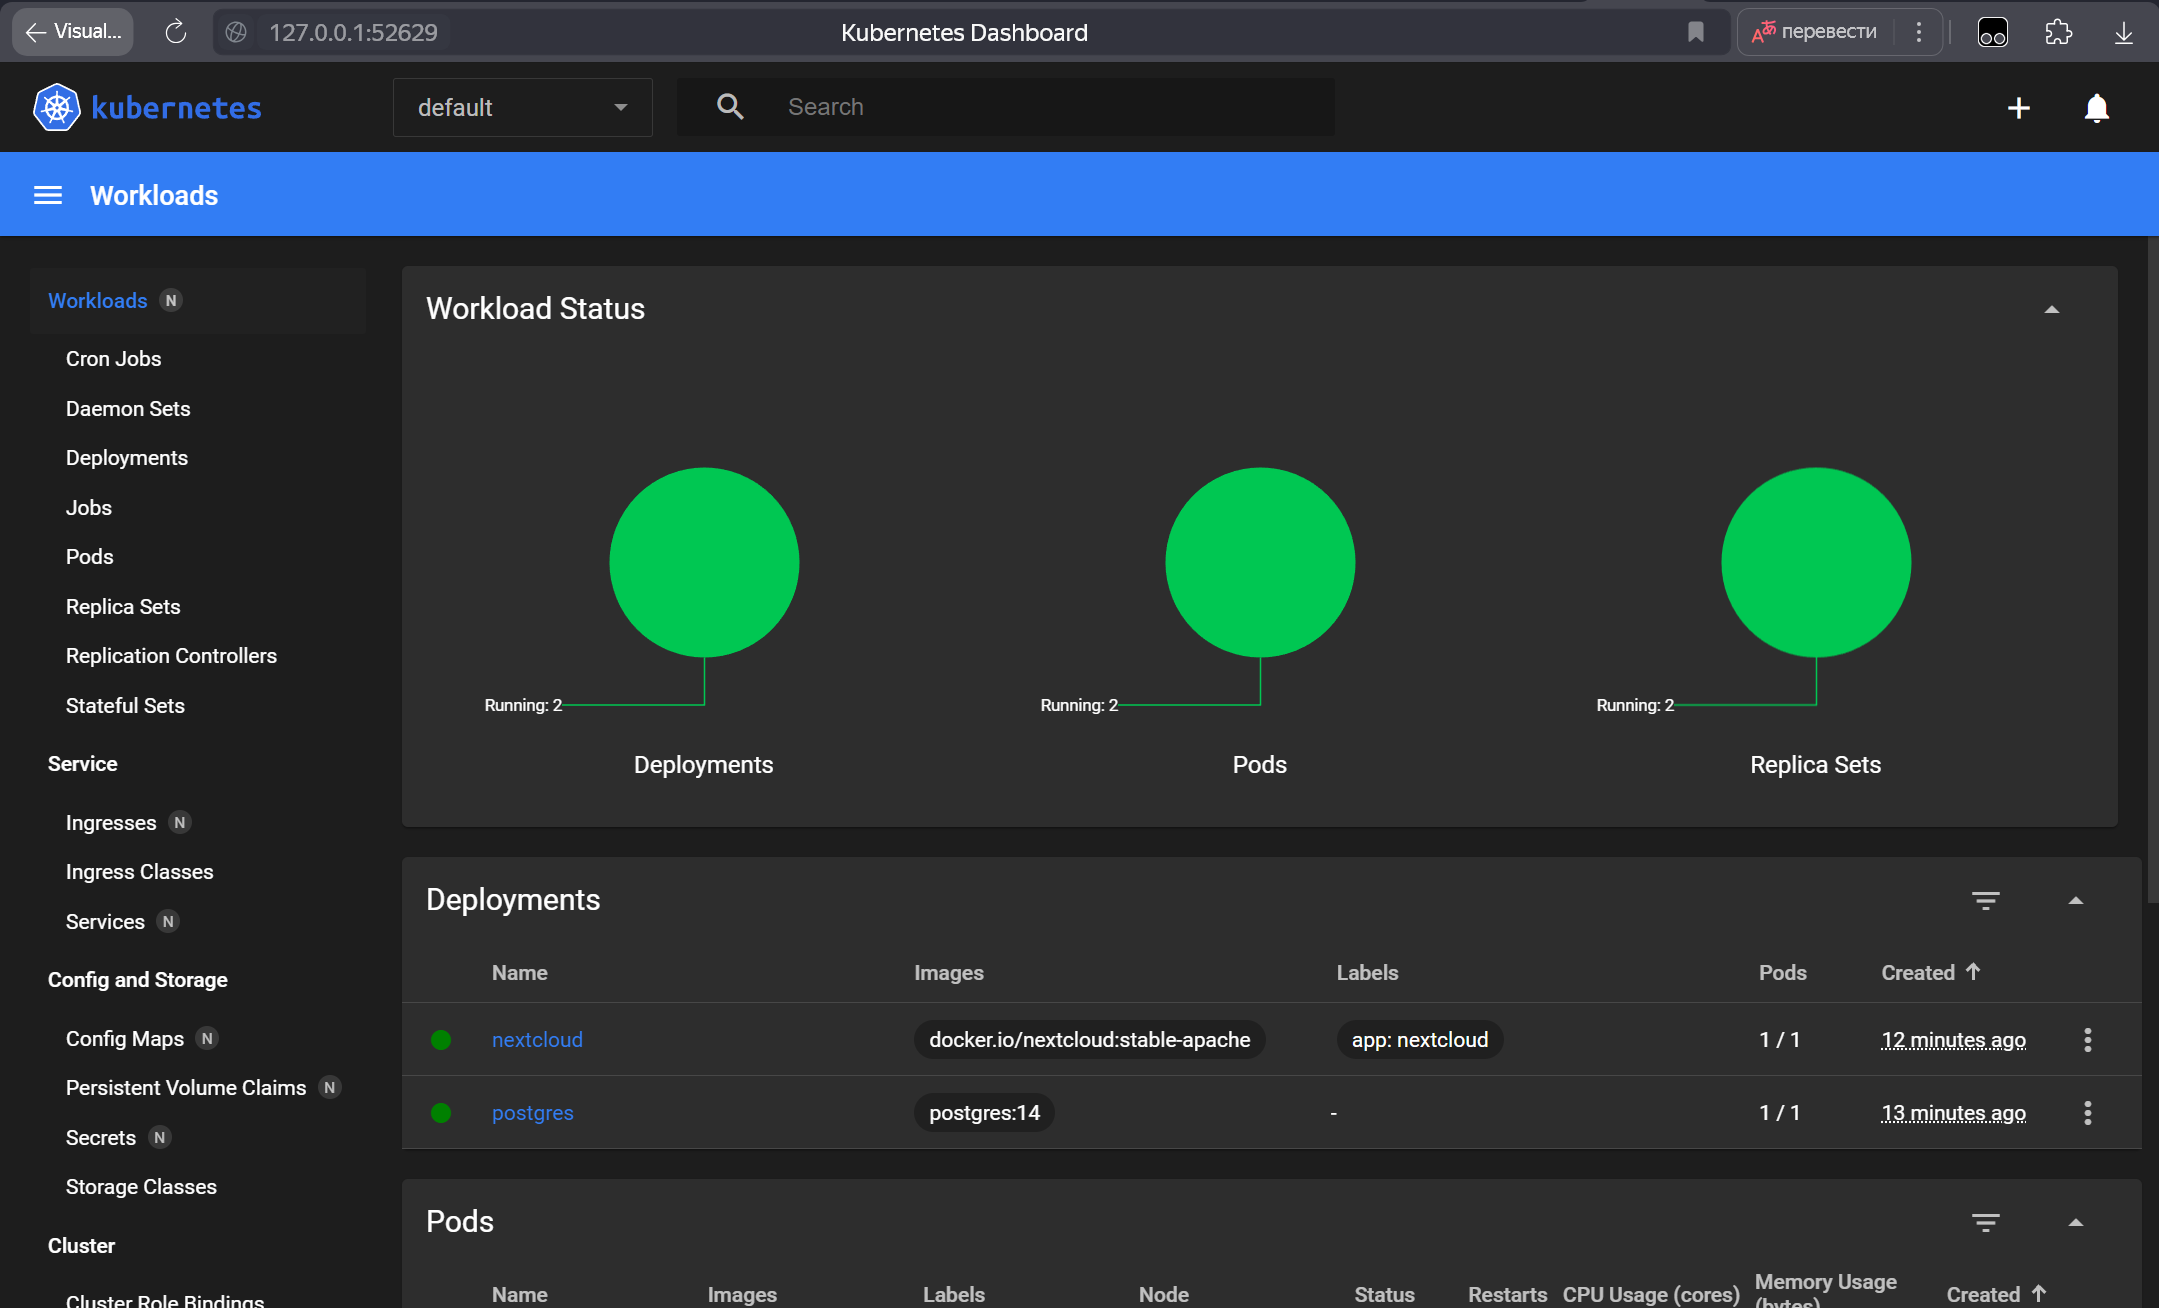 Visual...
127.0.0.1:52629
Kubernetes Dashboard
перевести
kubernetes
default
Search
Workloads
Workloads N
Cron Jobs
Daemon Sets
Deployments
Jobs
Pods
Replica Sets
Replication Controllers
Stateful Sets
Service
Ingresses N
Ingress Classes
Services N
Config and Storage
Config Maps N
Persistent Volume Claims N
Secrets N
Storage Classes
Cluster
Cluster Role Bindings
Workload Status
Running: 2
Deployments
Running: 2
Pods
Running: 2
Replica Sets
Deployments
Name Images Labels Pods Created
nextcloud docker.io/nextcloud:stable-apache app: nextcloud 1 / 1 12 minutes ago
postgres postgres:14 - 1 / 1 13 minutes ago
Pods
Name Images Labels Node Status Restarts CPU Usage (cores) Memory Usage (bytes) Created